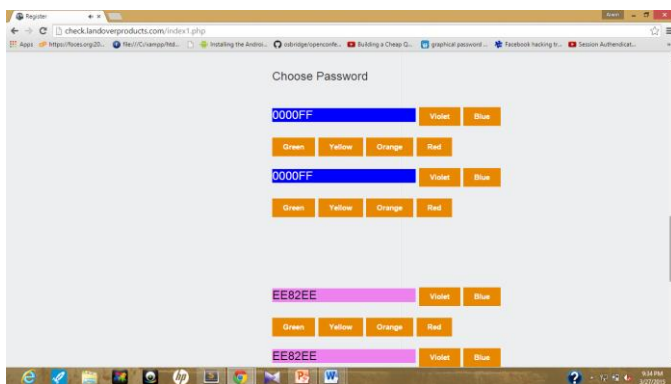 Register
check.landoverproducts.com/index1.php
Apps
Installing the Androi...
Building a Cheap G...
graphical password ...
Facebook hacking tr...
Session Authendicat...
Choose Password
0000FF Violet Blue
Green Yellow Orange Red
0000FF Violet Blue
Green Yellow Orange Red
EE82EE Violet Blue
Green Yellow Orange Red
EE82EE Violet Blue
9:34 PM